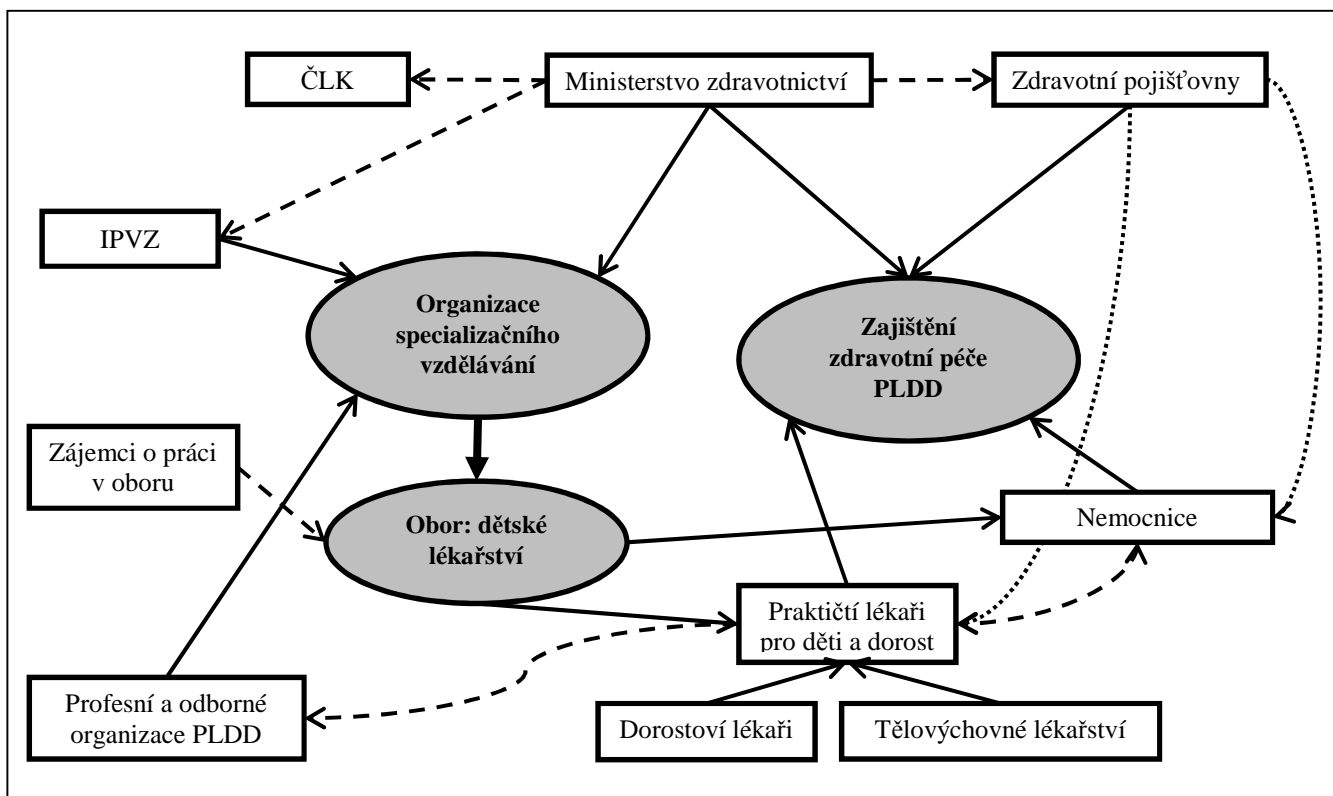 ČLK
Ministerstvo zdravotnictví
Zdravotní pojišťovny
IPVZ
Organizace
specializačního
vzdělávání
Zajištění
zdravotní péče
PLDD
Zájemci o práci
v oboru
Obor: dětské
lékařství
Nemocnice
Praktičtí lékaři
pro děti a dorost
Profesní a odborné
organizace PLDD
Dorostoví lékaři
Tělovýchovné lékařství